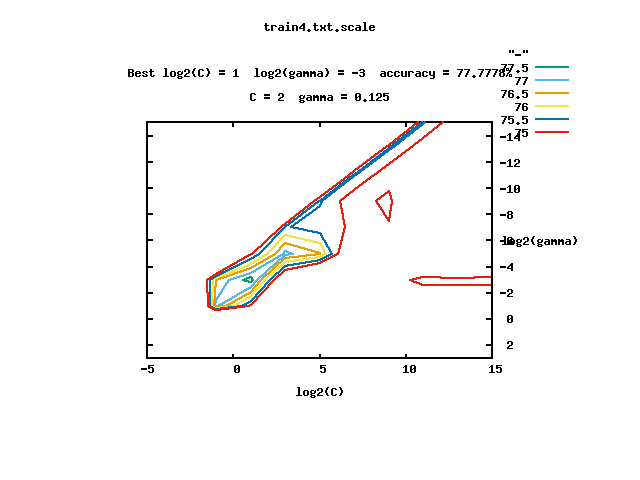 train4.txt.scale
"-"
Best log2(C) = 1  log2(gamma) = -3  accuracy = 77.7778%
77.5
77
C = 2  gamma = 0.125
76.5
76
75.5
75
-14
-12
-10
-8
-6
log2(gamma)
-4
-2
0
2
-5 0 5 10 15
log2(C)